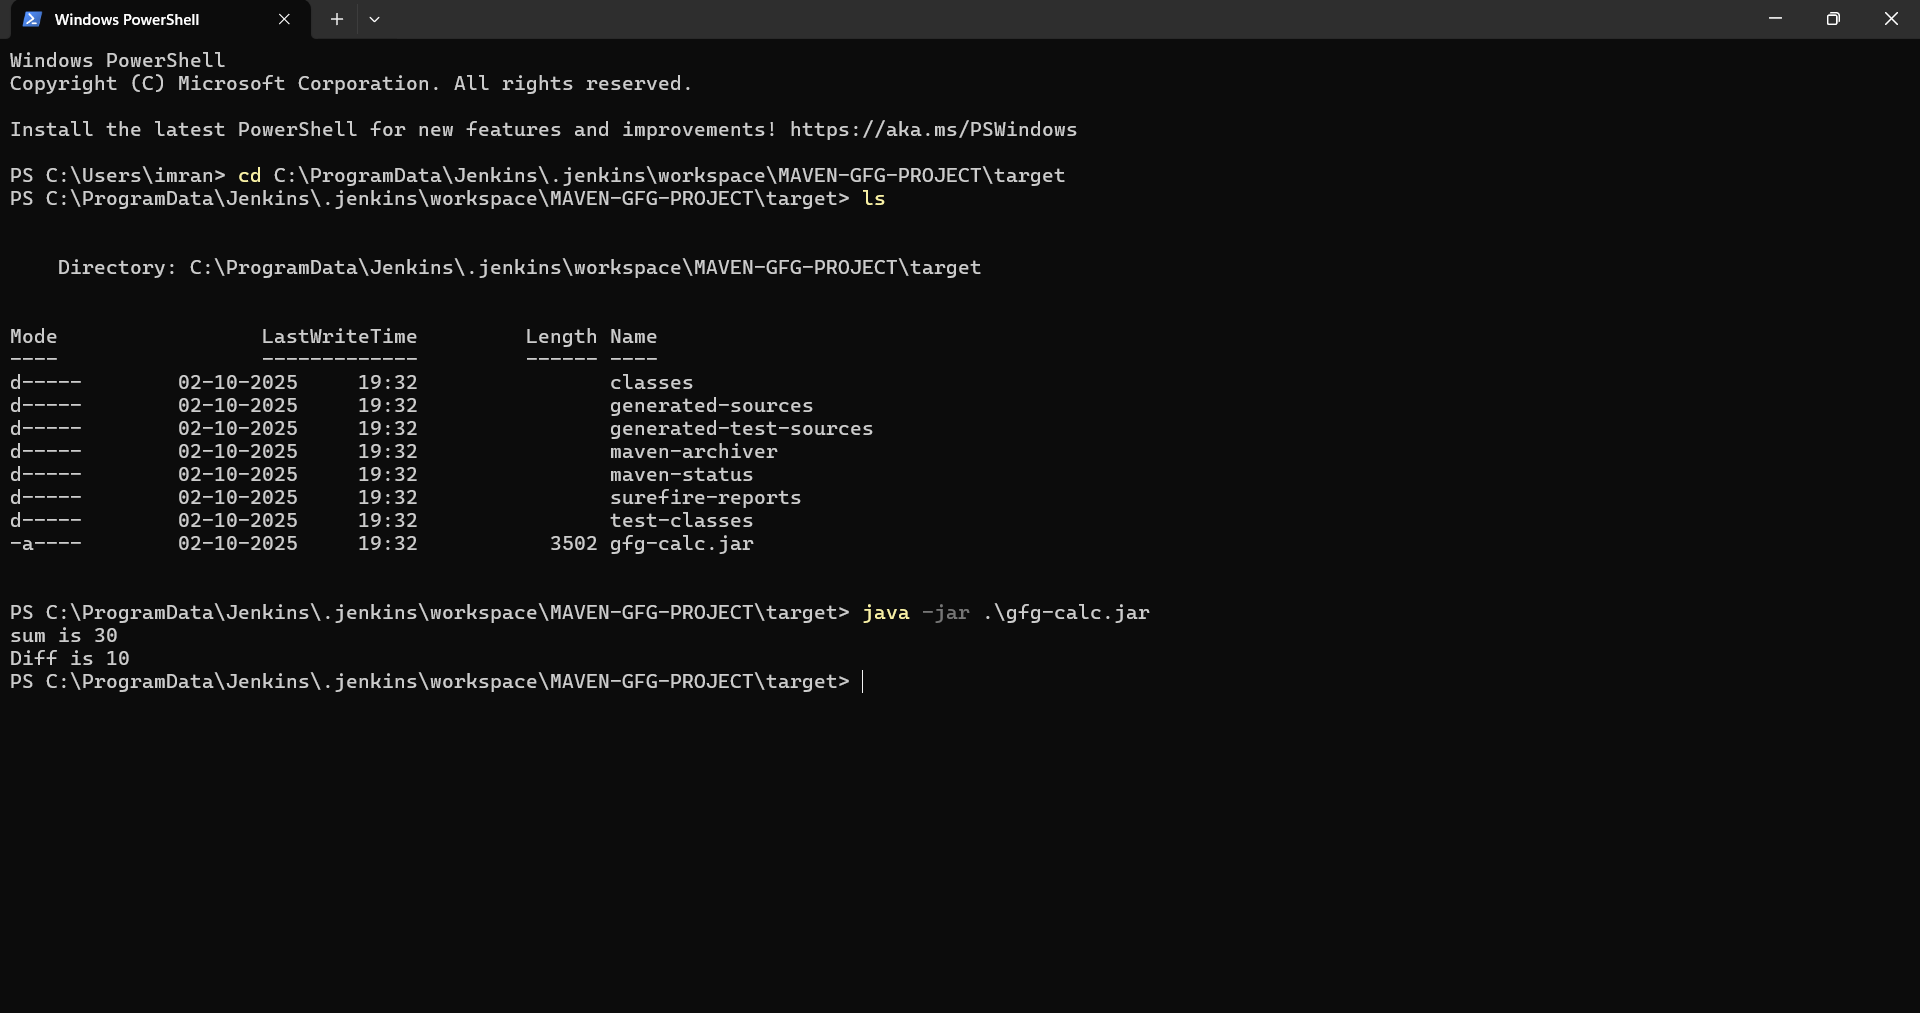 Windows PowerShell
Windows PowerShell
Copyright (C) Microsoft Corporation. All rights reserved.
Install the latest PowerShell for new features and improvements! https://aka.ms/PSWindows
PS C:\Users\imran> cd C:\ProgramData\Jenkins\.jenkins\workspace\MAVEN-GFG-PROJECT\target
PS C:\ProgramData\Jenkins\.jenkins\workspace\MAVEN-GFG-PROJECT\target> ls
    Directory: C:\ProgramData\Jenkins\.jenkins\workspace\MAVEN-GFG-PROJECT\target
Mode                 LastWriteTime         Length Name
----                 -------------         ------ ----
d-----        02-10-2025     19:32                classes
d-----        02-10-2025     19:32                generated-sources
d-----        02-10-2025     19:32                generated-test-sources
d-----        02-10-2025     19:32                maven-archiver
d-----        02-10-2025     19:32                maven-status
d-----        02-10-2025     19:32                surefire-reports
d-----        02-10-2025     19:32                test-classes
-a----        02-10-2025     19:32           3502 gfg-calc.jar
PS C:\ProgramData\Jenkins\.jenkins\workspace\MAVEN-GFG-PROJECT\target> java -jar .\gfg-calc.jar
sum is 30
Diff is 10
PS C:\ProgramData\Jenkins\.jenkins\workspace\MAVEN-GFG-PROJECT\target>